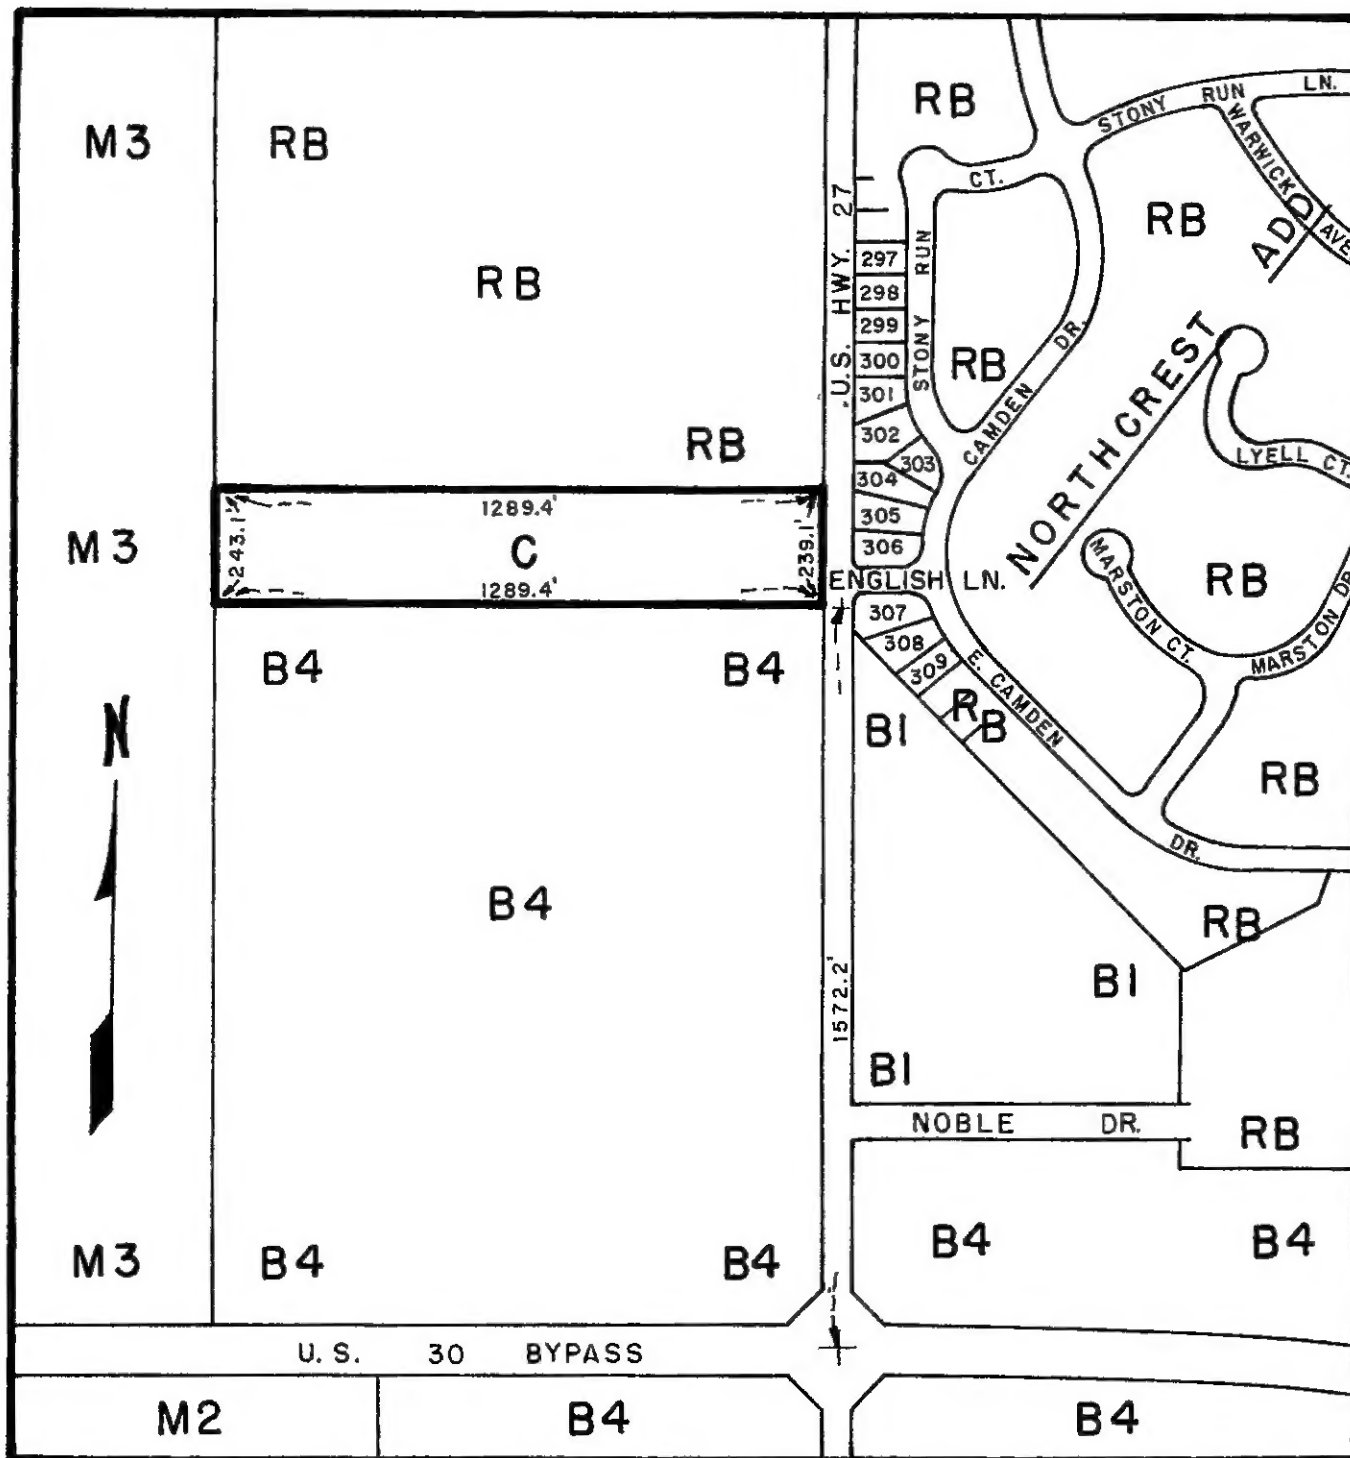 M3
RB
RB
RB
M3
RB
STONY RUN LN.
WARWICK AVE
STONY RUN CT.
RB
ADD
NORTHCREST
U.S. HWY. 27
297
298
299
300
301
302
303
304
305
306
RB
CAMDEN DR.
LYELL CT.
MARSTON CT.
MARSTON DR.
RB
1289.4'
243.1'
C
239.1'
1289.4'
ENGLISH LN.
307
308
309
E. CAMDEN DR.
RB
B4
B4
B1
RB
N
B4
RB
B1
1572.2'
B1
NOBLE DR.
RB
M3
B4
B4
B4
B4
U.S. 30 BYPASS
M2
B4
B4